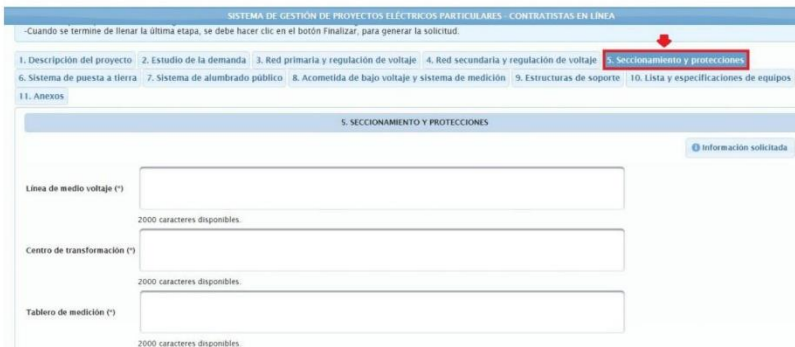 SISTEMA DE GESTIÓN DE PROYECTOS ELÉCTRICOS PARTICULARES - CONTRATISTAS EN LÍNEA
-Cuando se termine de llenar la última etapa, se debe hacer clic en el botón Finalizar, para generar la solicitud.
1. Descripción del proyecto 2. Estudio de la demanda 3. Red primaria y regulación de voltaje 4. Red secundaria y regulación de voltaje 5. Seccionamiento y protecciones
6. Sistema de puesta a tierra 7. Sistema de alumbrado público 8. Acometida de bajo voltaje y sistema de medición 9. Estructuras de soporte 10. Lista y especificaciones de equipos
11. Anexos
5. SECCIONAMIENTO Y PROTECCIONES
Información solicitada
Línea de medio voltaje (*)
2000 caracteres disponibles.
Centro de transformación (*)
2000 caracteres disponibles.
Tablero de medición (*)
2000 caracteres disponibles.